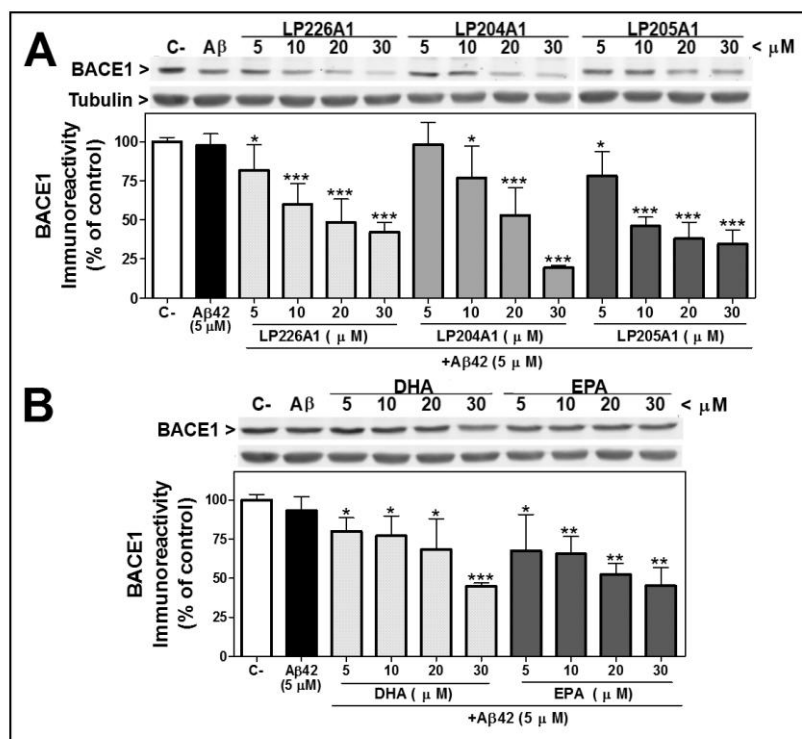 A
LP226A1 LP204A1 LP205A1
C- Aβ 5 10 20 30 5 10 20 30 5 10 20 30 < μM
BACE1 >
Tubulin >
BACE1
Immunoreactivity
(% of control)
100
75
50
25
0
* *** *** *** * *** *** * *** *** ***
C- Aβ42 5 10 20 30 5 10 20 30 5 10 20 30
(5 μM)
LP226A1 ( μ M) LP204A1 ( μ M) LP205A1 ( μ M)
+Aβ42 (5 μ M)
B
DHA EPA
C- Aβ 5 10 20 30 5 10 20 30 < μM
BACE1 >
BACE1
Immunoreactivity
(% of control)
100
75
50
25
0
* * * *** * ** ** **
C- Aβ42 5 10 20 30 5 10 20 30
(5 μM)
DHA ( μ M) EPA ( μ M)
+Aβ42 (5 μ M)